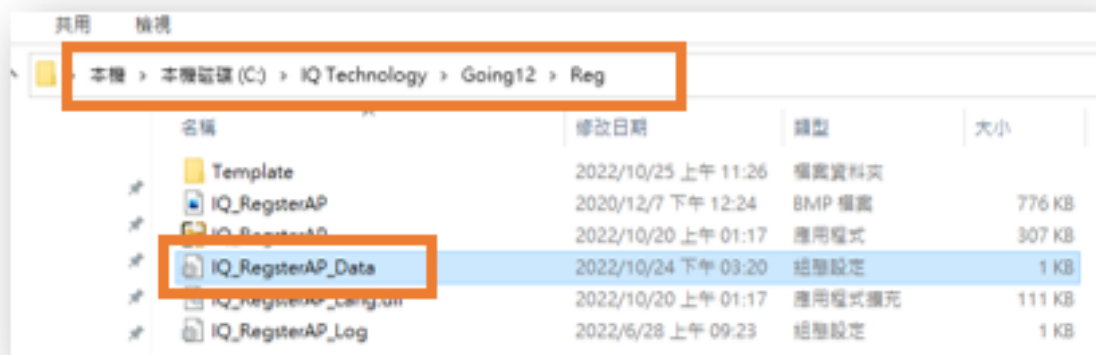 共用 檢視
本機 › 本機磁碟 (C:) › IQ Technology › Going12 › Reg
名稱 修改日期 類型 大小
Template 2022/10/25 上午 11:26 檔案資料夾
IQ_RegsterAP 2020/12/7 下午 12:24 BMP 檔案 776 KB
IQ_RegsterAP 2022/10/20 上午 01:17 應用程式 307 KB
IQ_RegsterAP_Data 2022/10/24 下午 03:20 組態設定 1 KB
IQ_RegsterAP_Lang.dll 2022/10/20 上午 01:17 應用程式擴充 111 KB
IQ_RegsterAP_Log 2022/6/28 上午 09:23 組態設定 1 KB